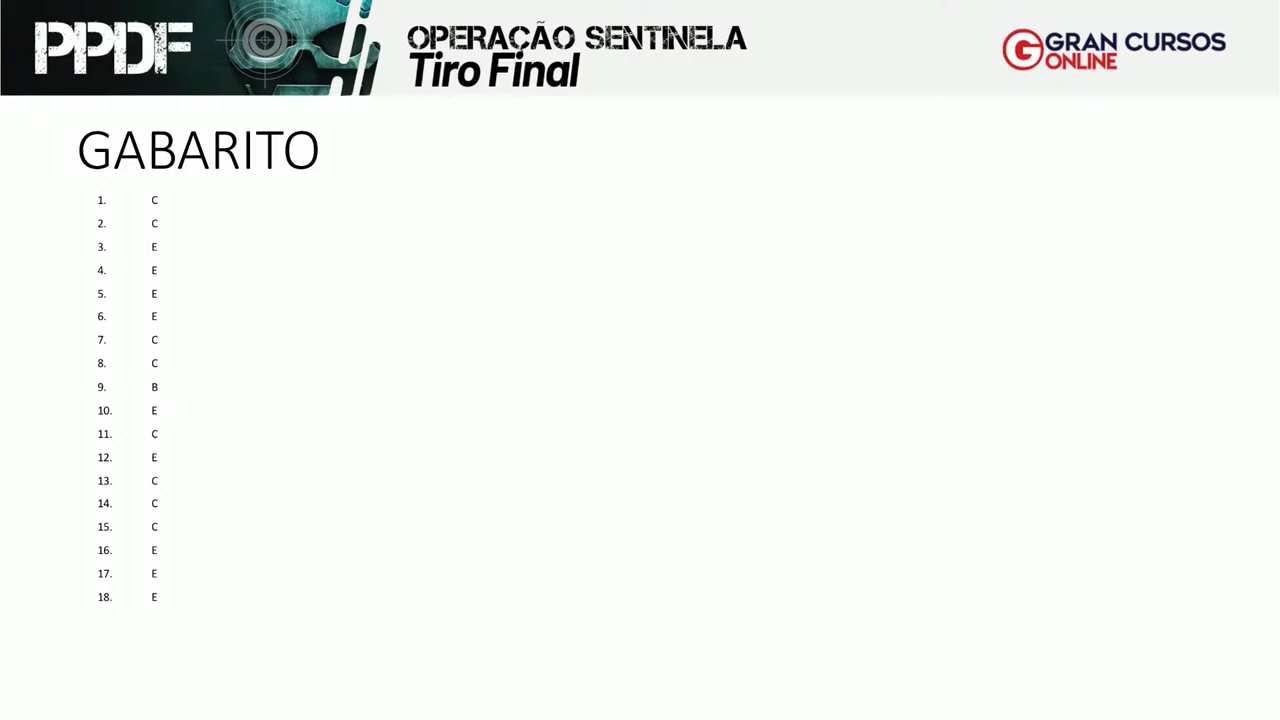 PPDF
OPERAÇÃO SENTINELA
Tiro Final
GRAN CURSOS
ONLINE
GABARITO
1. C
2. C
3. E
4. E
5. E
6. E
7. C
8. C
9. B
10. E
11. C
12. E
13. C
14. C
15. C
16. E
17. E
18. E